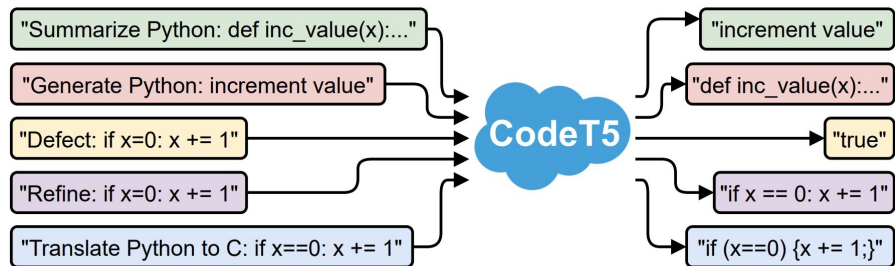 "Summarize Python: def inc_value(x):..."
"increment value"
"Generate Python: increment value"
"def inc_value(x):..."
"Defect: if x=0: x += 1"
CodeT5
"true"
"Refine: if x=0: x += 1"
"if x == 0: x += 1"
"Translate Python to C: if x==0: x += 1"
"if (x==0) {x += 1;}"